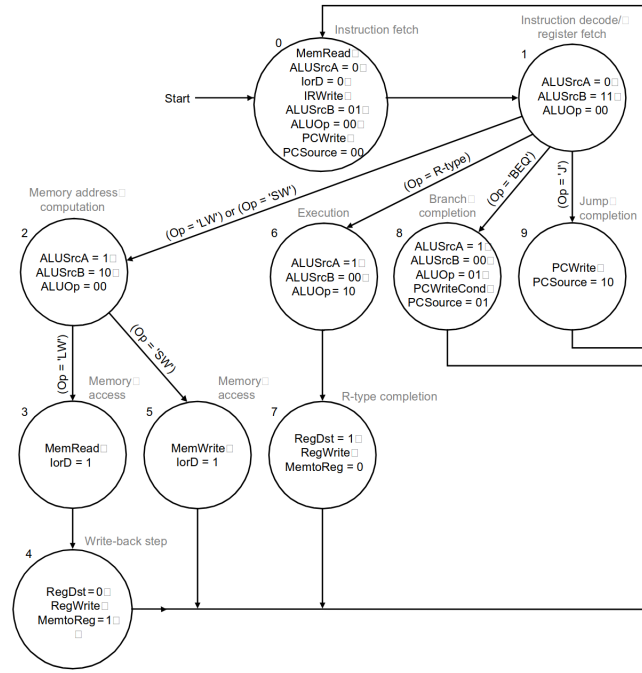 Instruction fetch
0
MemRead
ALUSrcA = 0
IorD = 0
IRWrite
ALUSrcB = 01
ALUOp = 00
PCWrite
PCSource = 00
Start
Instruction decode/
register fetch
1
ALUSrcA = 0
ALUSrcB = 11
ALUOp = 00
(Op = 'LW') or (Op = 'SW')
(Op = R-type)
(Op = 'BEQ')
(Op = 'J')
Memory address
computation
2
ALUSrcA = 1
ALUSrcB = 10
ALUOp = 00
Execution
6
ALUSrcA =1
ALUSrcB = 00
ALUOp= 10
Branch
completion
8
ALUSrcA = 1
ALUSrcB = 00
ALUOp = 01
PCWriteCond
PCSource = 01
Jump
completion
9
PCWrite
PCSource = 10
(Op = 'LW')
(Op = 'SW')
Memory
access
3
MemRead
IorD = 1
Memory
access
5
MemWrite
IorD = 1
R-type completion
7
RegDst = 1
RegWrite
MemtoReg = 0
Write-back step
4
RegDst=0
RegWrite
MemtoReg=1